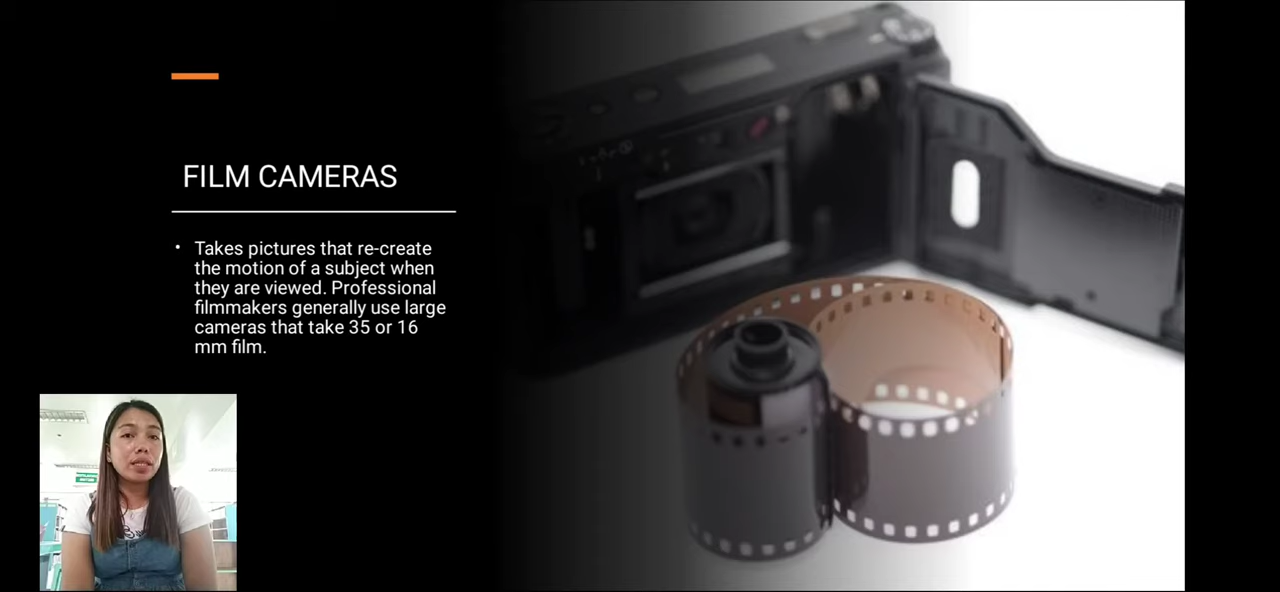 FILM CAMERAS
• Takes pictures that re-create
the motion of a subject when
they are viewed. Professional
filmmakers generally use large
cameras that take 35 or 16
mm film.